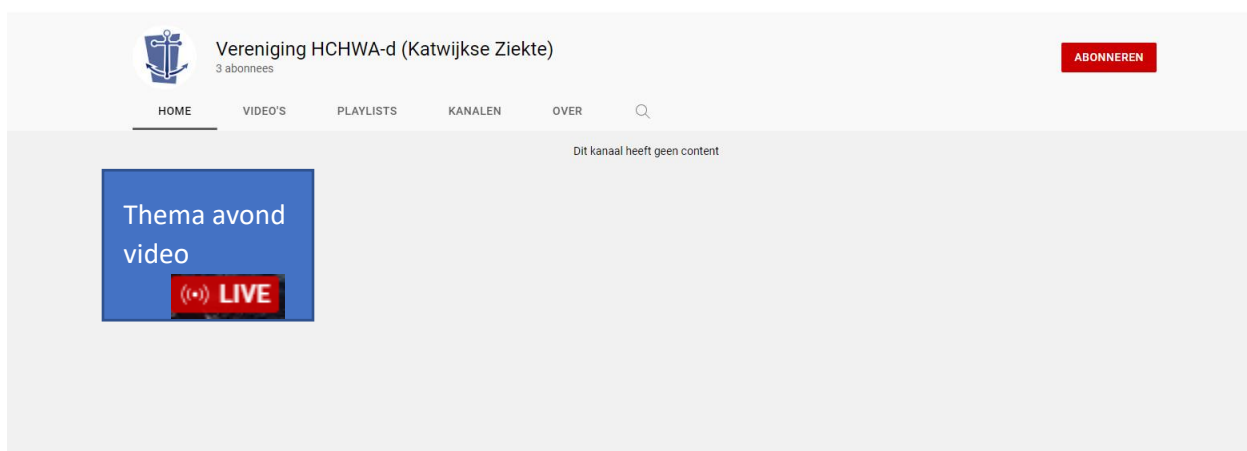 Vereniging HCHWA-d (Katwijkse Ziekte)
3 abonnees
ABONNEREN
HOME VIDEO'S PLAYLISTS KANALEN OVER
Dit kanaal heeft geen content
Thema avond
video
LIVE